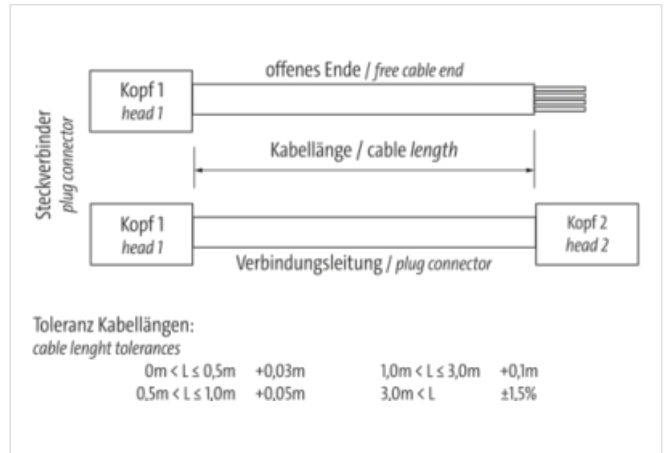 offenes Ende / free cable end
Kopf 1
head 1
Steckverbinder
plug connector
Kabellänge / cable length
Kopf 1
head 1
Kopf 2
head 2
Verbindungsleitung / plug connector
Toleranz Kabellängen:
cable lenght tolerances
0m < L ≤ 0,5m +0,03m 1,0m < L ≤ 3,0m +0,1m
0,5m < L ≤ 1,0m +0,05m 3,0m < L ±1,5%